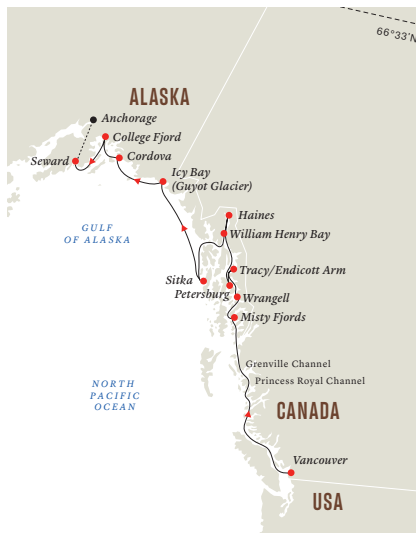 66°33'N
ALASKA
Anchorage
College Fjord
Cordova
Seward
Icy Bay
(Guyot Glacier)
Haines
GULF
OF ALASKA
William Henry Bay
Tracy/Endicott Arm
Sitka
Petersburg
Wrangell
Misty Fjords
Grenville Channel
Princess Royal Channel
NORTH
PACIFIC
OCEAN
CANADA
Vancouver
USA